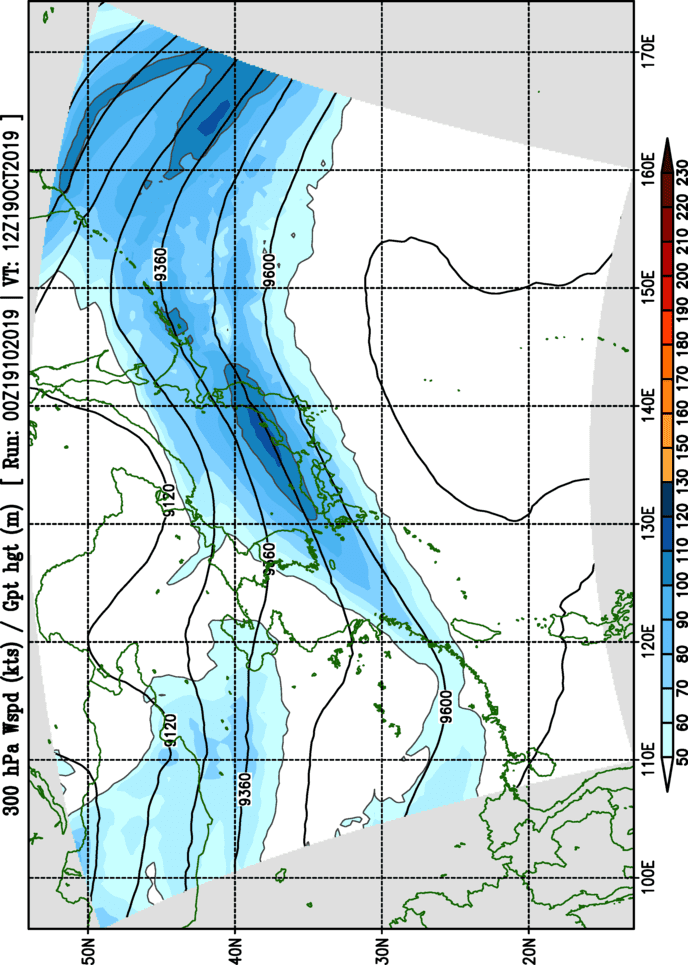 300 hPa Wspd (kts) / Gpt hgt (m) [ Run: 00Z19102019 | VT: 12Z19OCT2019 ]
50N
9120
9120
9360
40N
9360
9360
9600
30N
9600
20N
100E 110E 120E 130E 140E 150E 160E 170E
50 60 70 80 90 100 110 120 130 150 160 170 180 190 200 210 220 230